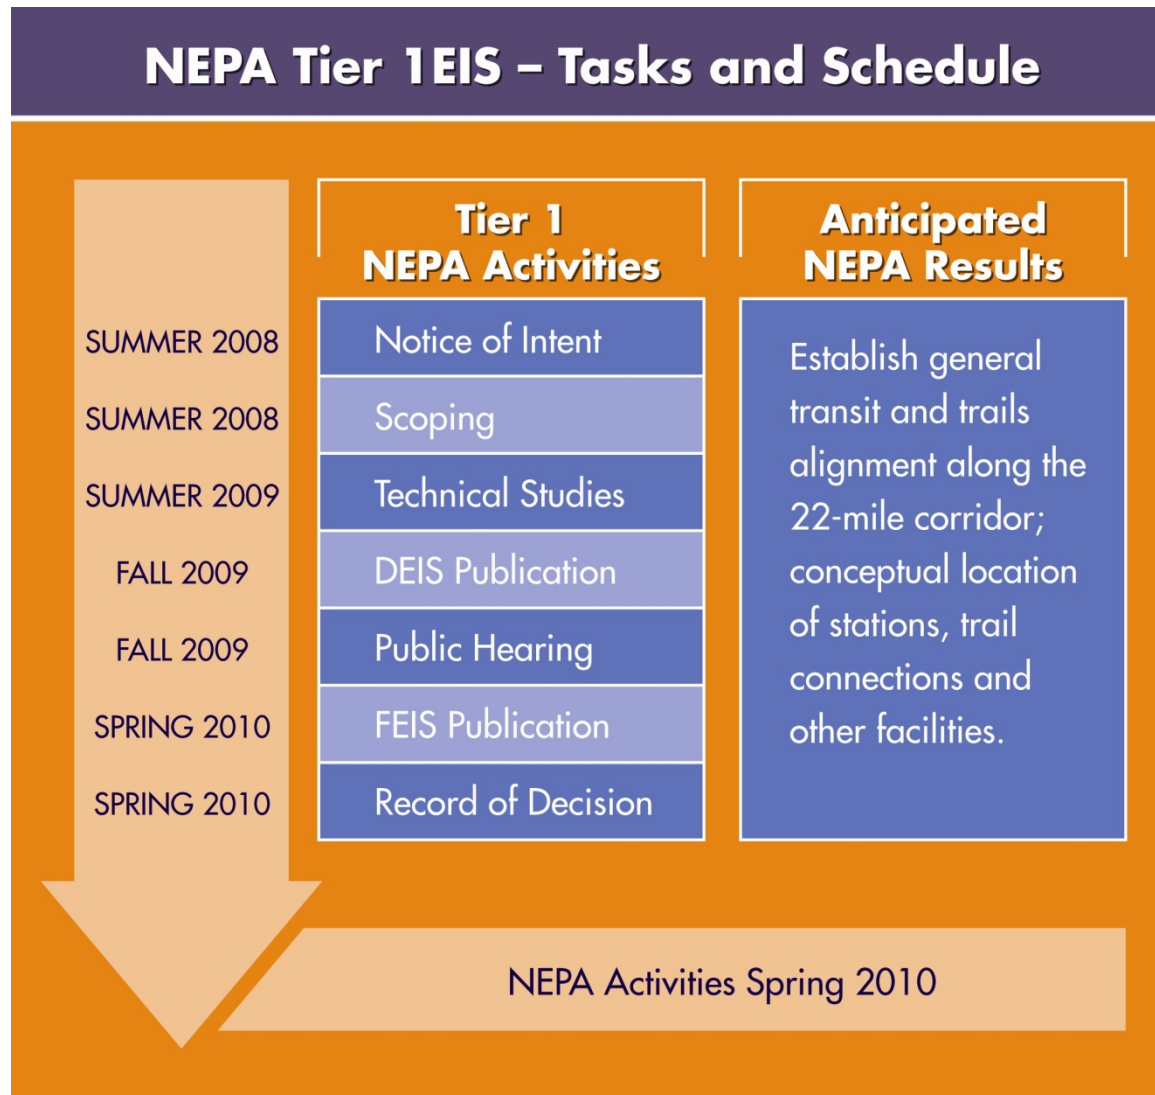 NEPA Tier 1EIS – Tasks and Schedule
Tier 1
NEPA Activities
Anticipated
NEPA Results
SUMMER 2008
Notice of Intent
SUMMER 2008
Scoping
SUMMER 2009
Technical Studies
FALL 2009
DEIS Publication
FALL 2009
Public Hearing
SPRING 2010
FEIS Publication
SPRING 2010
Record of Decision
Establish general
transit and trails
alignment along the
22-mile corridor;
conceptual location
of stations, trail
connections and
other facilities.
NEPA Activities Spring 2010